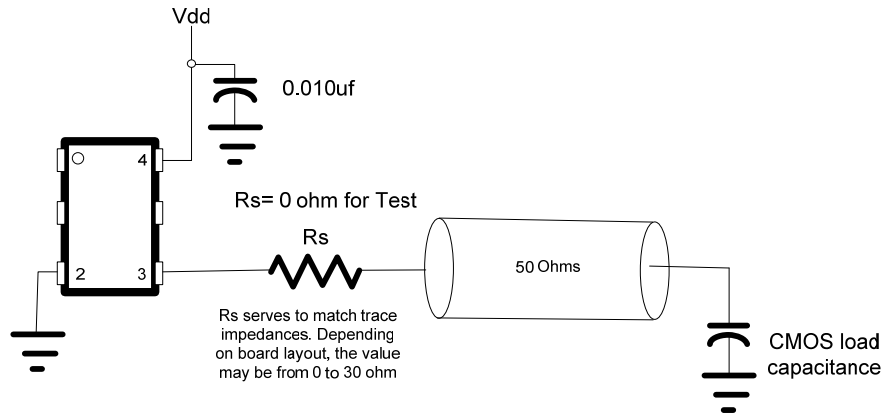 Vdd
0.010uf
4
Rs= 0 ohm for Test
Rs
50 Ohms
2
3
Rs serves to match trace
impedances. Depending
on board layout, the value
may be from 0 to 30 ohm
CMOS load
capacitance